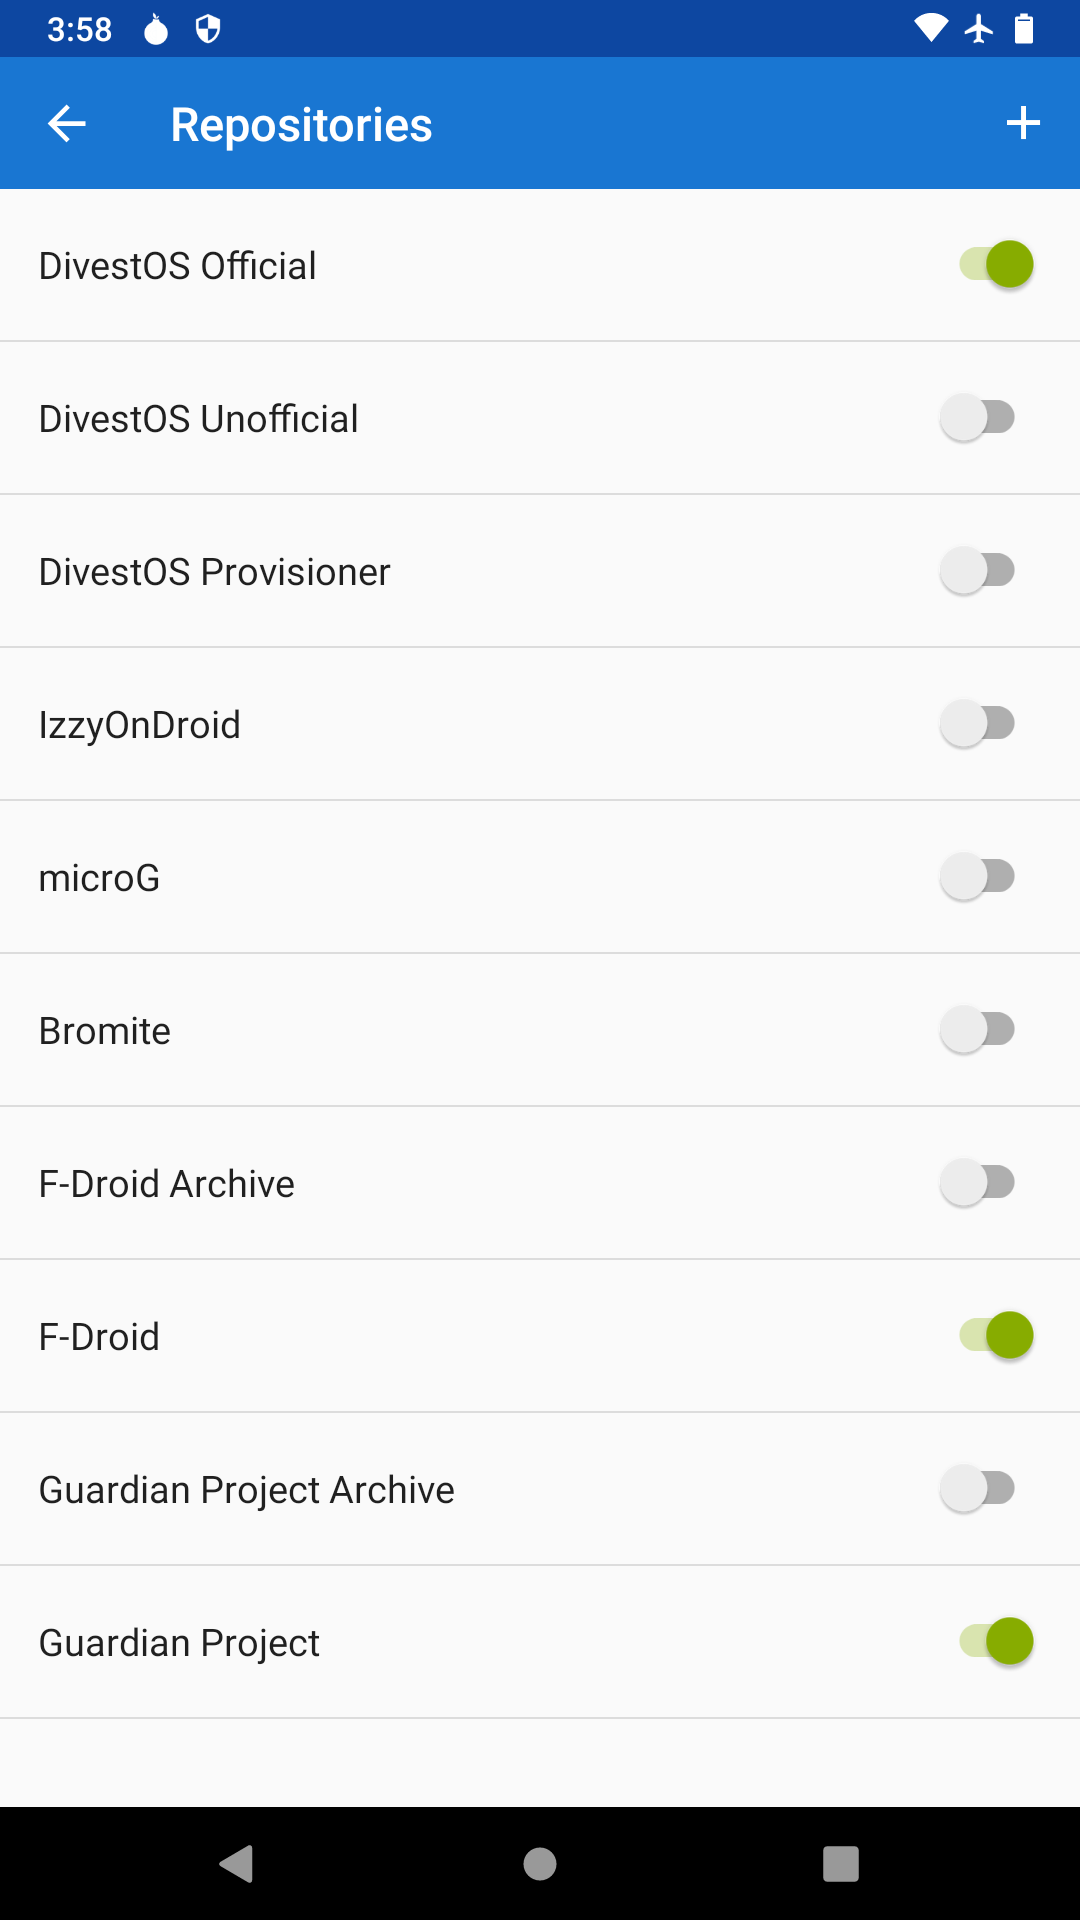 3:58
Repositories
DivestOS Official
DivestOS Unofficial
DivestOS Provisioner
IzzyOnDroid
microG
Bromite
F-Droid Archive
F-Droid
Guardian Project Archive
Guardian Project